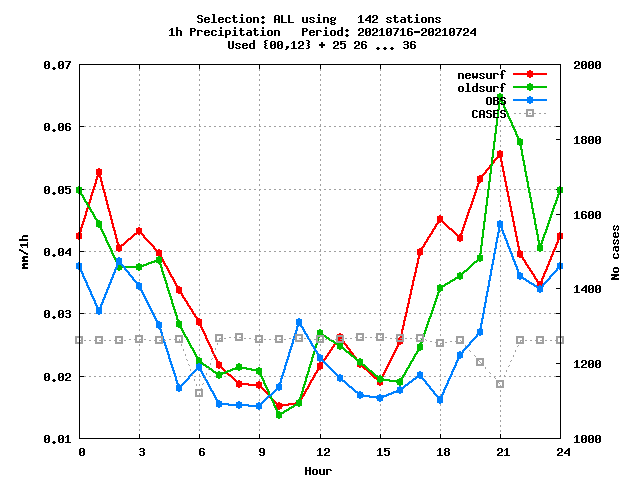 Selection: ALL using   142 stations
1h Precipitation   Period: 20210716-20210724
Used {00,12} + 25 26 ... 36
0.07
0.06
0.05
0.04
0.03
0.02
0.01
2000
1800
1600
1400
1200
1000
newsurf
oldsurf
OBS
CASES
mm/1h
No cases
0 3 6 9 12 15 18 21 24
Hour